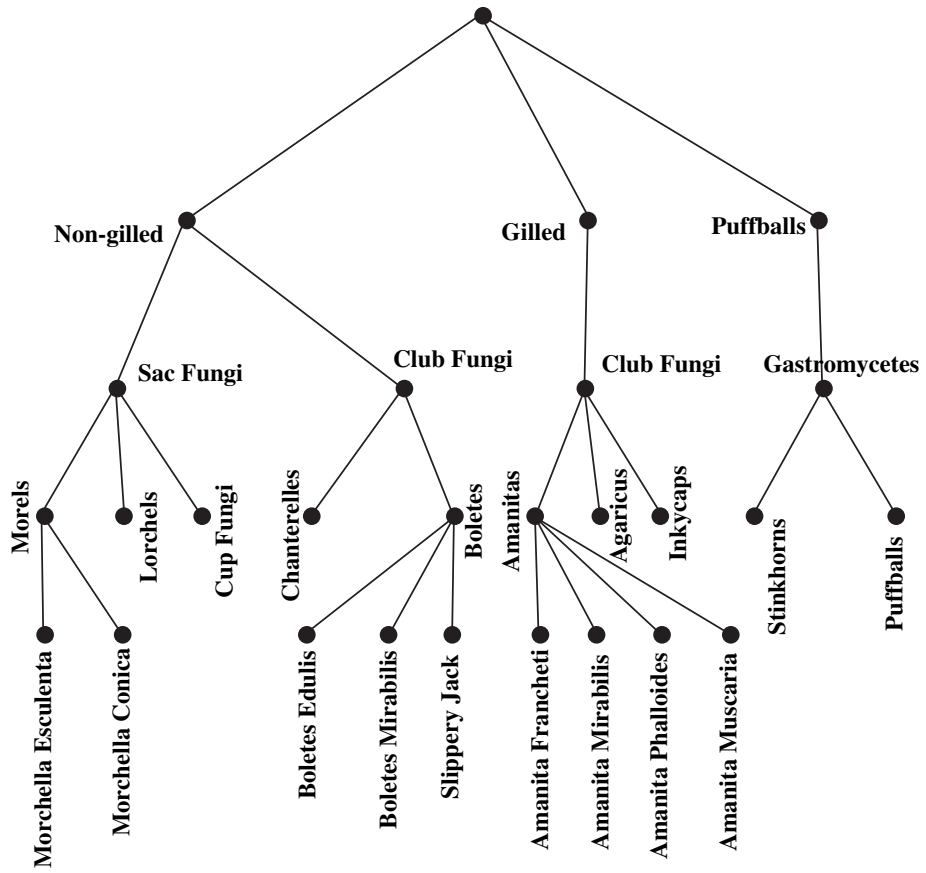 Non-gilled
Gilled
Puffballs
Sac Fungi
Club Fungi
Club Fungi
Gastromycetes
Morels
Lorchels
Cup Fungi
Chanterelles
Boletes
Amanitas
Agaricus
Inkycaps
Stinkhorns
Puffballs
Morchella Esculenta
Morchella Conica
Boletes Edulis
Boletes Mirabilis
Slippery Jack
Amanita Francheti
Amanita Mirabilis
Amanita Phalloides
Amanita Muscaria